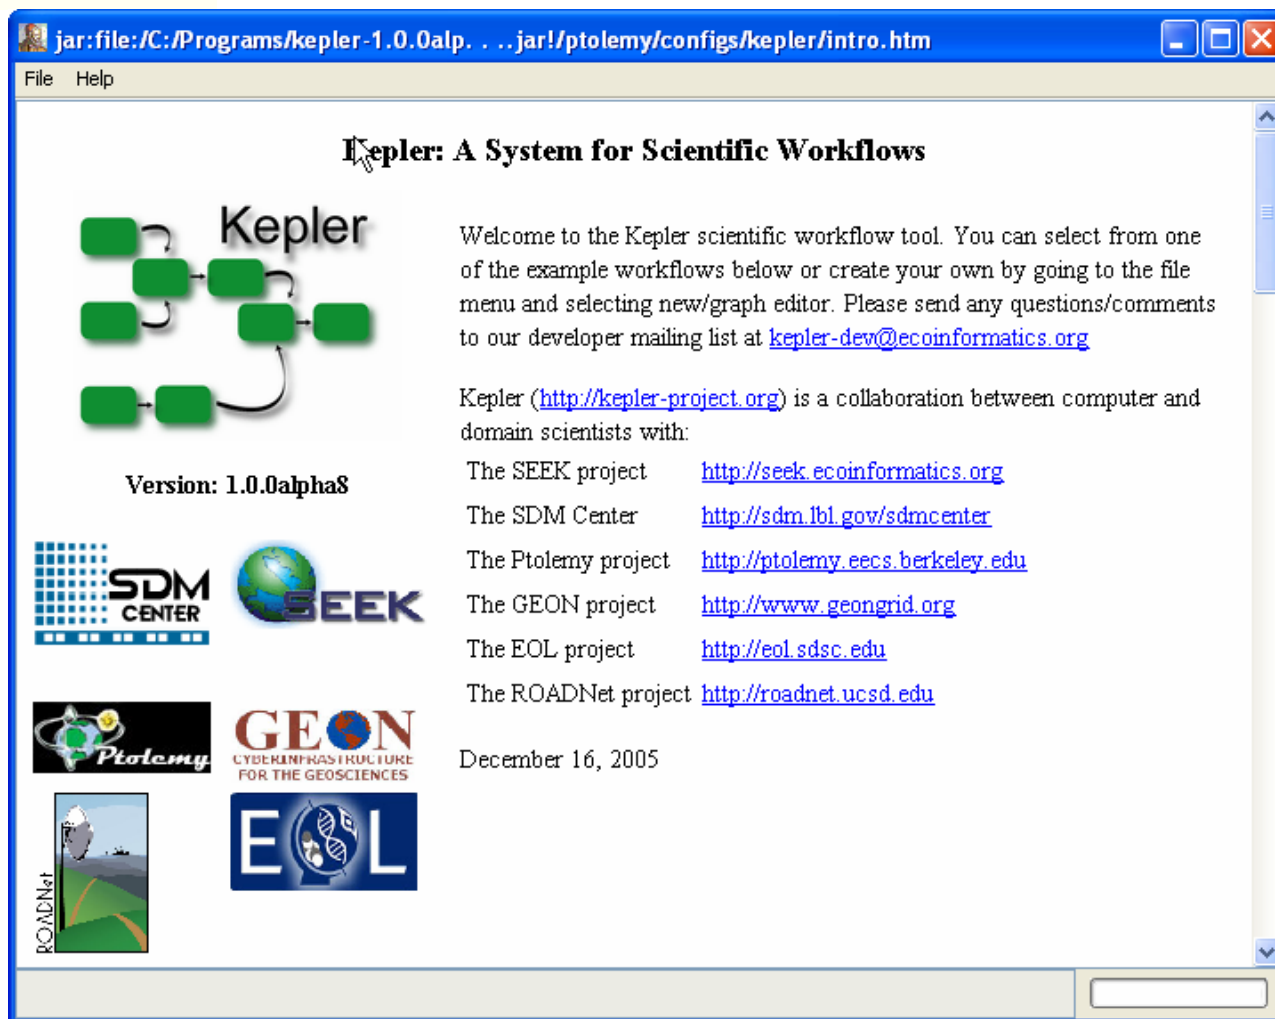 jar:file:/C:/Programs/kepler-1.0.0alp. . ..jar!/ptolemy/configs/kepler/intro.htm
File Help
Kepler: A System for Scientific Workflows
Kepler
Welcome to the Kepler scientific workflow tool. You can select from one
of the example workflows below or create your own by going to the file
menu and selecting new/graph editor. Please send any questions/comments
to our developer mailing list at kepler-dev@ecoinformatics.org
Kepler (http://kepler-project.org) is a collaboration between computer and
domain scientists with:
The SEEK project http://seek.ecoinformatics.org
The SDM Center http://sdm.lbl.gov/sdmcenter
The Ptolemy project http://ptolemy.eecs.berkeley.edu
The GEON project http://www.geongrid.org
The EOL project http://eol.sdsc.edu
The ROADNet project http://roadnet.ucsd.edu
December 16, 2005
Version: 1.0.0alpha8
SDM
CENTER
SEEK
Ptolemy
GEON
CYBERINFRASTRUCTURE
FOR THE GEOSCIENCES
ROADNet
EOL